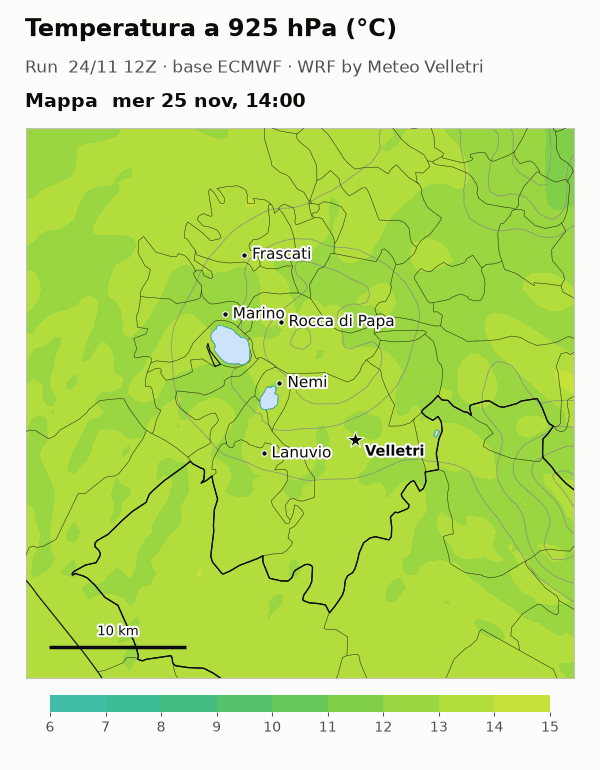 Temperatura a 925 hPa (°C)
Run  24/11 12Z · base ECMWF · WRF by Meteo Velletri
Mappa  mer 25 nov, 14:00
Frascati
Marino
Rocca di Papa
Nemi
Velletri
Lanuvio
10 km
6 7 8 9 10 11 12 13 14 15